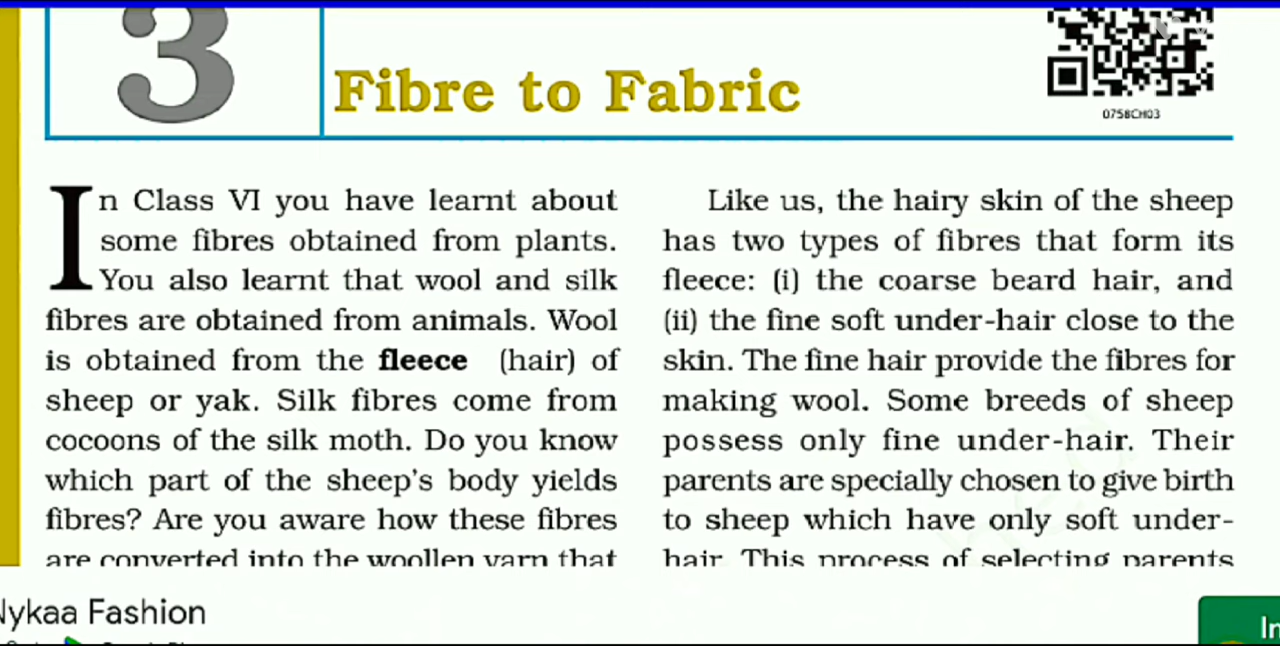 3
Fibre to Fabric
0758CH03
In Class VI you have learnt about
some fibres obtained from plants.
You also learnt that wool and silk
fibres are obtained from animals. Wool
is obtained from the fleece (hair) of
sheep or yak. Silk fibres come from
cocoons of the silk moth. Do you know
which part of the sheep's body yields
fibres? Are you aware how these fibres
are converted into the woollen yarn that
Like us, the hairy skin of the sheep
has two types of fibres that form its
fleece: (i) the coarse beard hair, and
(ii) the fine soft under-hair close to the
skin. The fine hair provide the fibres for
making wool. Some breeds of sheep
possess only fine under-hair. Their
parents are specially chosen to give birth
to sheep which have only soft under-
hair. This process of selecting parents
Nykaa Fashion